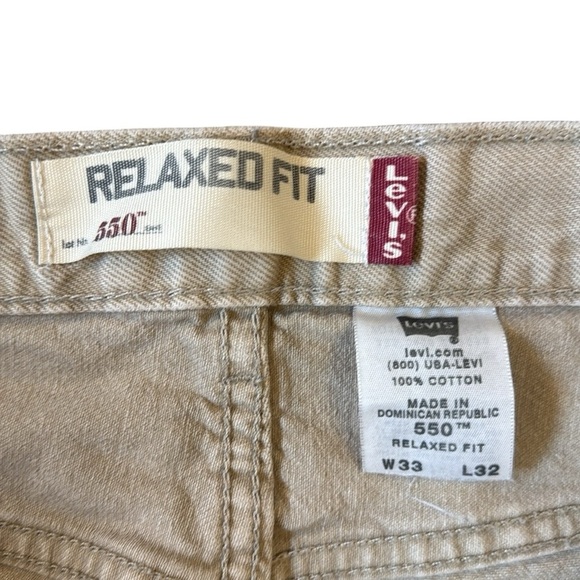 RELAXED FIT
Lot No. 550™
LEVI'S®
Levi's
®
levi.com
(800) USA-LEVI
100% COTTON
MADE IN
DOMINICAN REPUBLIC
550™
RELAXED FIT
W33 L32